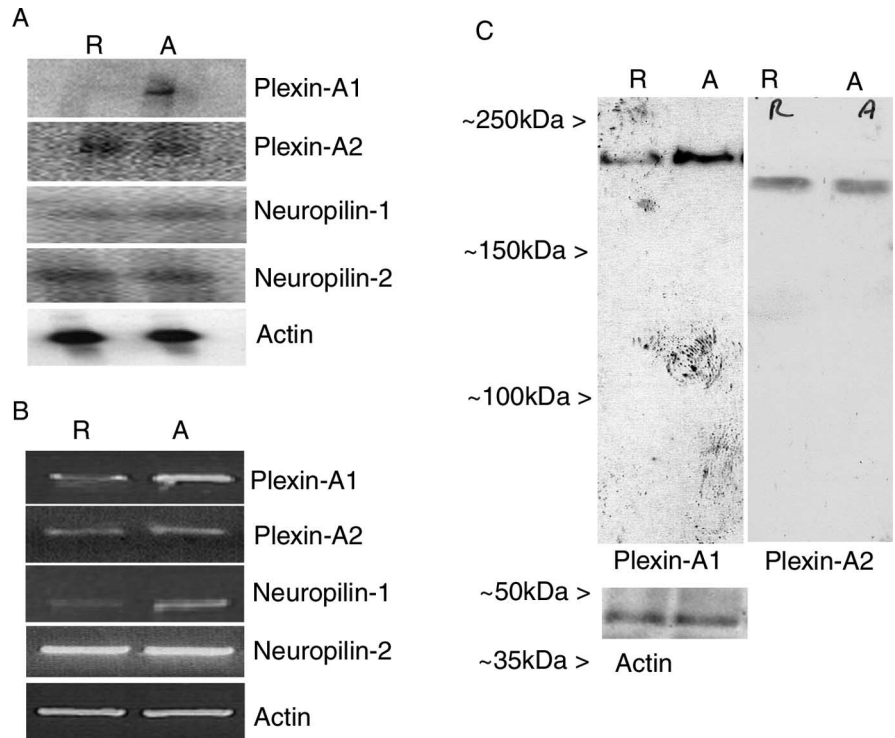 A
R A
Plexin-A1
Plexin-A2
Neuropilin-1
Neuropilin-2
Actin
B
R A
Plexin-A1
Plexin-A2
Neuropilin-1
Neuropilin-2
Actin
C
R A R A
R A
~250kDa >
~150kDa >
~100kDa >
Plexin-A1 Plexin-A2
~50kDa >
~35kDa > Actin